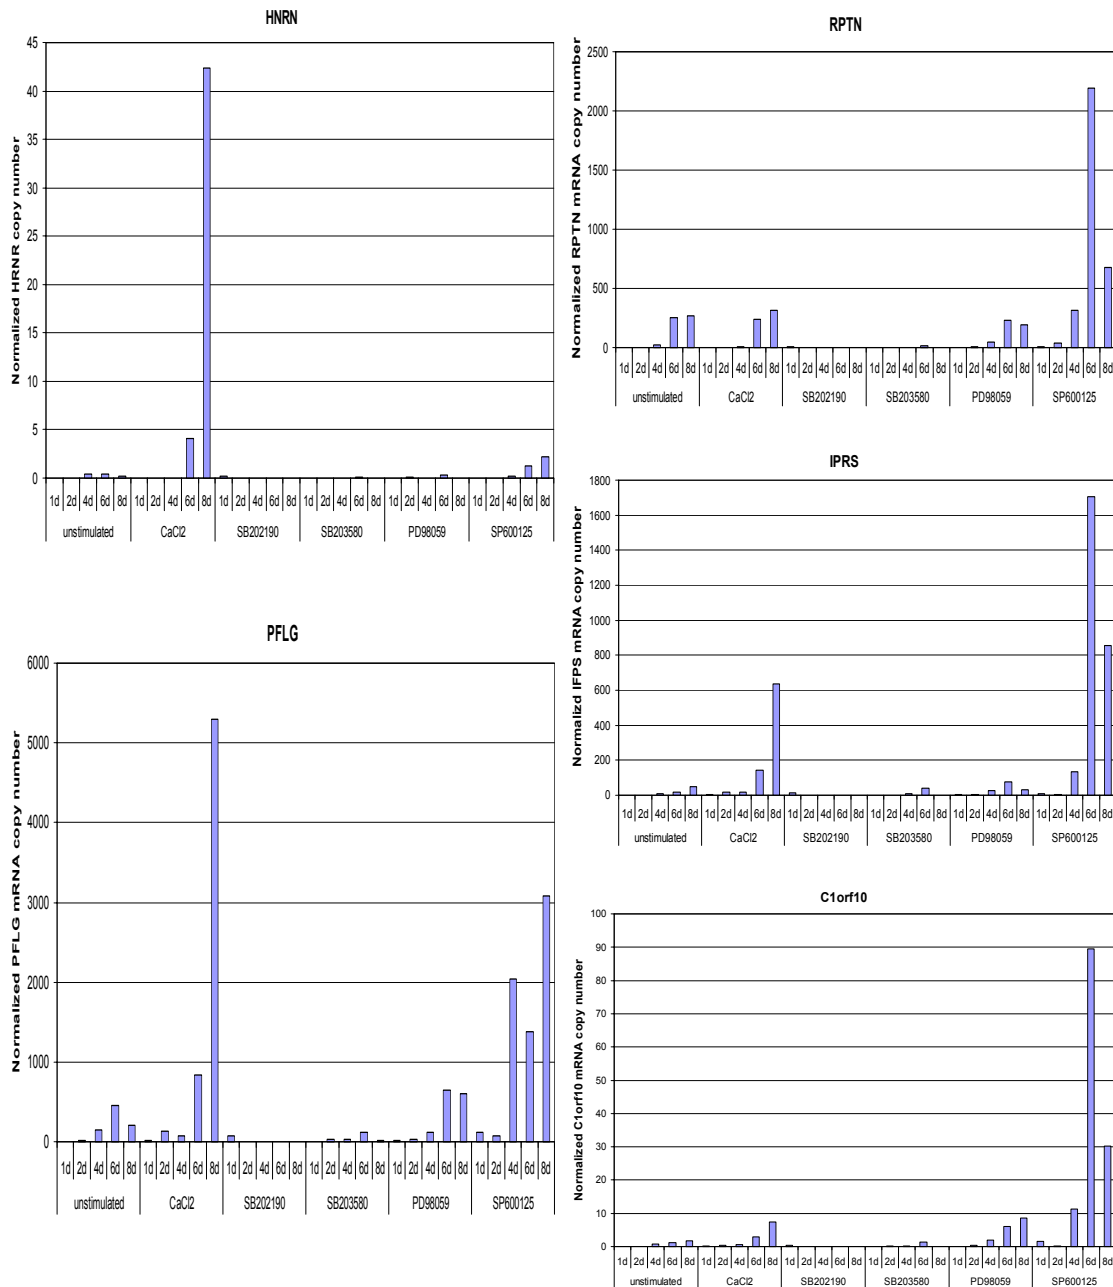 HNRN
Normalized HRNR copy number
45
40
35
30
25
20
15
10
5
0
1d 2d 4d 6d 8d 1d 2d 4d 6d 8d 1d 2d 4d 6d 8d 1d 2d 4d 6d 8d 1d 2d 4d 6d 8d 1d 2d 4d 6d 8d
unstimulated CaCl2 SB202190 SB203580 PD98059 SP600125
RPTN
Normalized RPTN mRNA copy number
2500
2000
1500
1000
500
0
1d 2d 4d 6d 8d 1d 2d 4d 6d 8d 1d 2d 4d 6d 8d 1d 2d 4d 6d 8d 1d 2d 4d 6d 8d 1d 2d 4d 6d 8d
unstimulated CaCl2 SB202190 SB203580 PD98059 SP600125
IPRS
Normalizd IFPS mRNA copy number
1800
1600
1400
1200
1000
800
600
400
200
0
1d 2d 4d 6d 8d 1d 2d 4d 6d 8d 1d 2d 4d 6d 8d 1d 2d 4d 6d 8d 1d 2d 4d 6d 8d 1d 2d 4d 6d 8d
unstimulated CaCl2 SB202190 SB203580 PD98059 SP600125
PFLG
Normalized PFLG mRNA copy number
6000
5000
4000
3000
2000
1000
0
1d 2d 4d 6d 8d 1d 2d 4d 6d 8d 1d 2d 4d 6d 8d 1d 2d 4d 6d 8d 1d 2d 4d 6d 8d 1d 2d 4d 6d 8d
unstimulated CaCl2 SB202190 SB203580 PD98059 SP600125
C1orf10
Normalized C1orf10 mRNA copy number
100
90
80
70
60
50
40
30
20
10
0
1d 2d 4d 6d 8d 1d 2d 4d 6d 8d 1d 2d 4d 6d 8d 1d 2d 4d 6d 8d 1d 2d 4d 6d 8d 1d 2d 4d 6d 8d
unstimulated CaCl2 SB202190 SB203580 PD98059 SP600125